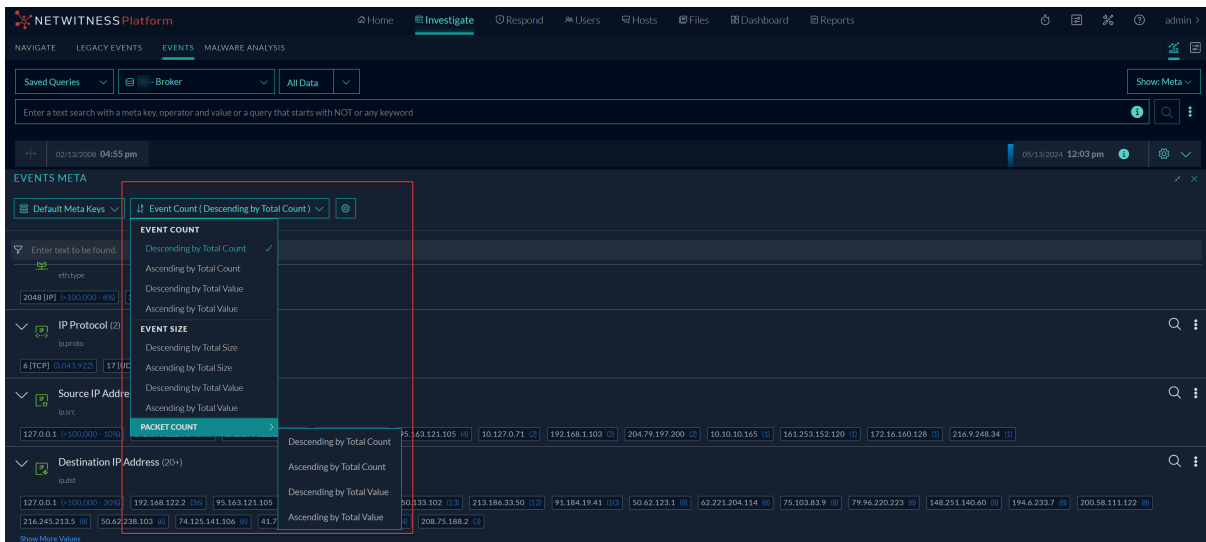 NETWITNESS Platform
Home Investigate Respond Users Hosts Files Dashboard Reports admin >
NAVIGATE LEGACY EVENTS EVENTS MALWARE ANALYSIS
Saved Queries - Broker All Data Show: Meta
Enter a text search with a meta key, operator and value or a query that starts with NOT or any keyword
02/13/2008 04:55 pm 05/13/2024 12:03 pm
EVENTS META
Default Meta Keys Event Count ( Descending by Total Count )
EVENT COUNT
Enter text to be found.
Descending by Total Count
Ascending by Total Count
eth.type
Descending by Total Value
2048 [IP] (>100,000 - 8%)
Ascending by Total Value
EVENT SIZE
IP Protocol (2)
ip.proto
Descending by Total Size
6 [TCP] (3,043,922) 17 [UD
Ascending by Total Size
Descending by Total Value
Source IP Addre
ip.src
Ascending by Total Value
PACKET COUNT
127.0.0.1 (>100,000 - 10%) 95.163.121.105 (4) 10.127.0.71 (2) 192.168.1.103 (2) 204.79.197.200 (2) 10.10.10.165 (1) 161.253.152.120 (1) 172.16.160.128 (1) 216.9.248.34 (1)
Descending by Total Count
Ascending by Total Count
Descending by Total Value
Ascending by Total Value
Destination IP Address (20+)
ip.dst
127.0.0.1 (>100,000 - 20%) 192.168.122.2 (36) 95.163.121.105 50.133.102 (13) 213.186.33.50 (12) 91.184.19.41 (10) 50.62.123.1 (8) 62.221.204.114 (8) 75.103.83.9 (8) 79.96.220.223 (8) 148.251.140.60 (8) 194.6.233.7 (8) 200.58.111.122 (8)
216.245.213.5 (8) 50.62.238.103 (6) 74.125.141.106 (6) 41.7 4) 208.75.188.2 (3)
Show More Values